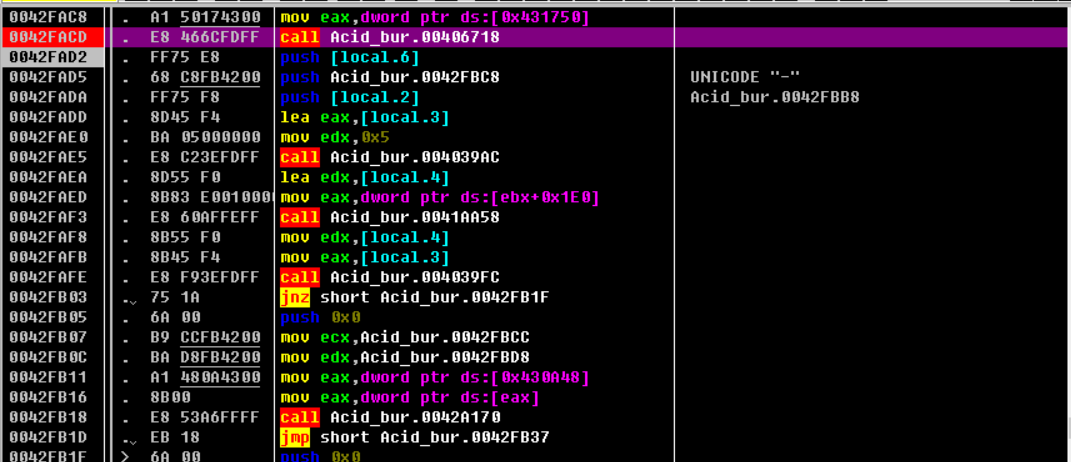 0042FAC8 . A1 50174300 mov eax,dword ptr ds:[0x431750]
0042FACD . E8 466CFDFF call Acid_bur.00406718
0042FAD2 . FF75 E8 push [local.6]
0042FAD5 . 68 C8FB4200 push Acid_bur.0042FBC8 UNICODE "-"
0042FADA . FF75 F8 push [local.2] Acid_bur.0042FBB8
0042FADD . 8D45 F4 lea eax,[local.3]
0042FAE0 . BA 05000000 mov edx,0x5
0042FAE5 . E8 C23EFDFF call Acid_bur.004039AC
0042FAEA . 8D55 F0 lea edx,[local.4]
0042FAED . 8B83 E0010000 mov eax,dword ptr ds:[ebx+0x1E0]
0042FAF3 . E8 60AFFEFF call Acid_bur.0041AA58
0042FAF8 . 8B55 F0 mov edx,[local.4]
0042FAFB . 8B45 F4 mov eax,[local.3]
0042FAFE . E8 F93EFDFF call Acid_bur.004039FC
0042FB03 .⌄ 75 1A jnz short Acid_bur.0042FB1F
0042FB05 . 6A 00 push 0x0
0042FB07 . B9 CCFB4200 mov ecx,Acid_bur.0042FBCC
0042FB0C . BA D8FB4200 mov edx,Acid_bur.0042FBD8
0042FB11 . A1 480A4300 mov eax,dword ptr ds:[0x430A48]
0042FB16 . 8B00 mov eax,dword ptr ds:[eax]
0042FB18 . E8 53A6FFFF call Acid_bur.0042A170
0042FB1D .⌄ EB 18 jmp short Acid_bur.0042FB37
0042FB1F > 6A 00 push 0x0